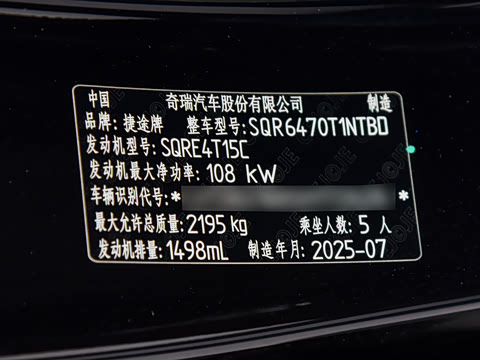 中国 奇瑞汽车股份有限公司 制造
品牌: 捷途牌 整车型号: SQR6470T1NTBD
发动机型号: SQRE4T15C
发动机最大净功率: 108 kW
车辆识别代号: * *
最大允许总质量: 2195 kg 乘坐人数: 5 人
发动机排量: 1498mL 制造年月: 2025-07